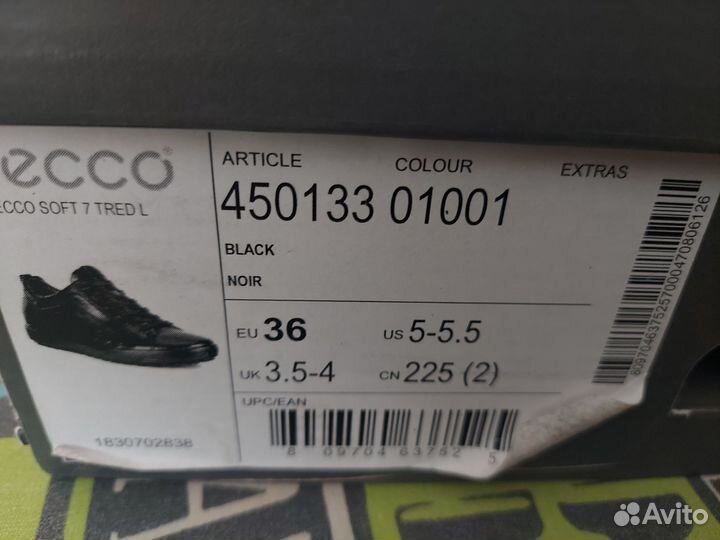 ecco
ECCO SOFT 7 TRED L
ARTICLE COLOUR EXTRAS
450133 01001
BLACK
NOIR
EU 36 US 5-5.5
UK 3.5-4 CN 225 (2)
UPC/EAN
8 09704 63752 5
1830702838
8097046375257000470806126
Avito